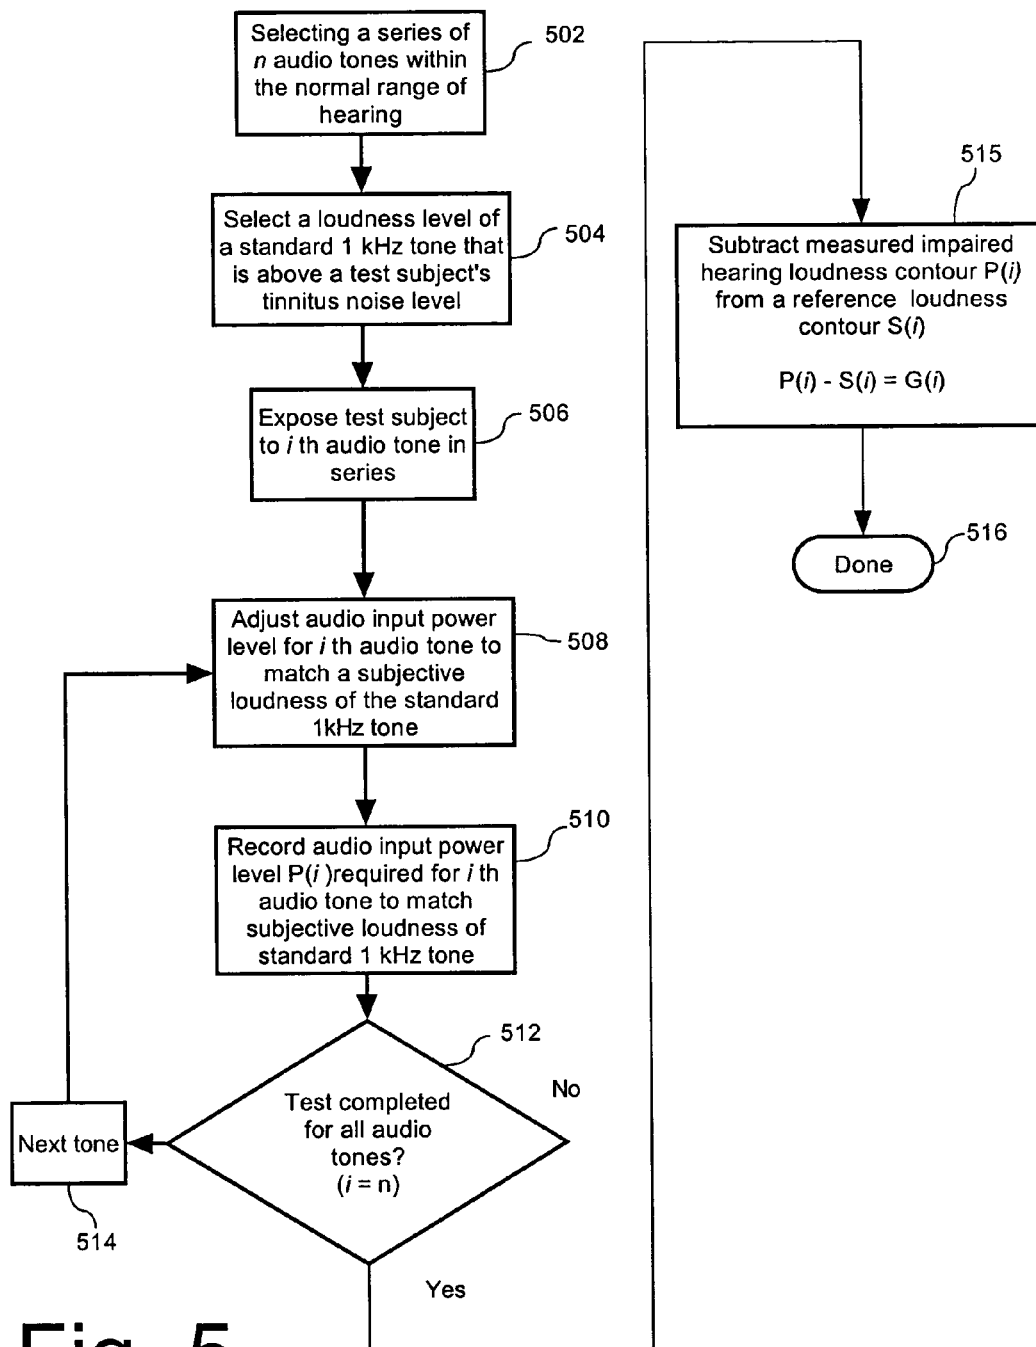 Selecting a series of
n audio tones within
the normal range of
hearing
502
Select a loudness level of
a standard 1 kHz tone that
is above a test subject's
tinnitus noise level
504
Expose test subject
to i th audio tone in
series
506
Adjust audio input power
level for i th audio tone to
match a subjective
loudness of the standard
1kHz tone
508
Record audio input power
level P(i )required for i th
audio tone to match
subjective loudness of
standard 1 kHz tone
510
Test completed
for all audio
tones?
(i = n)
512
No
Next tone
514
Yes
515
Subtract measured impaired
hearing loudness contour P(i)
from a reference loudness
contour S(i)
P(i) - S(i) = G(i)
Done
516
Fig. 5